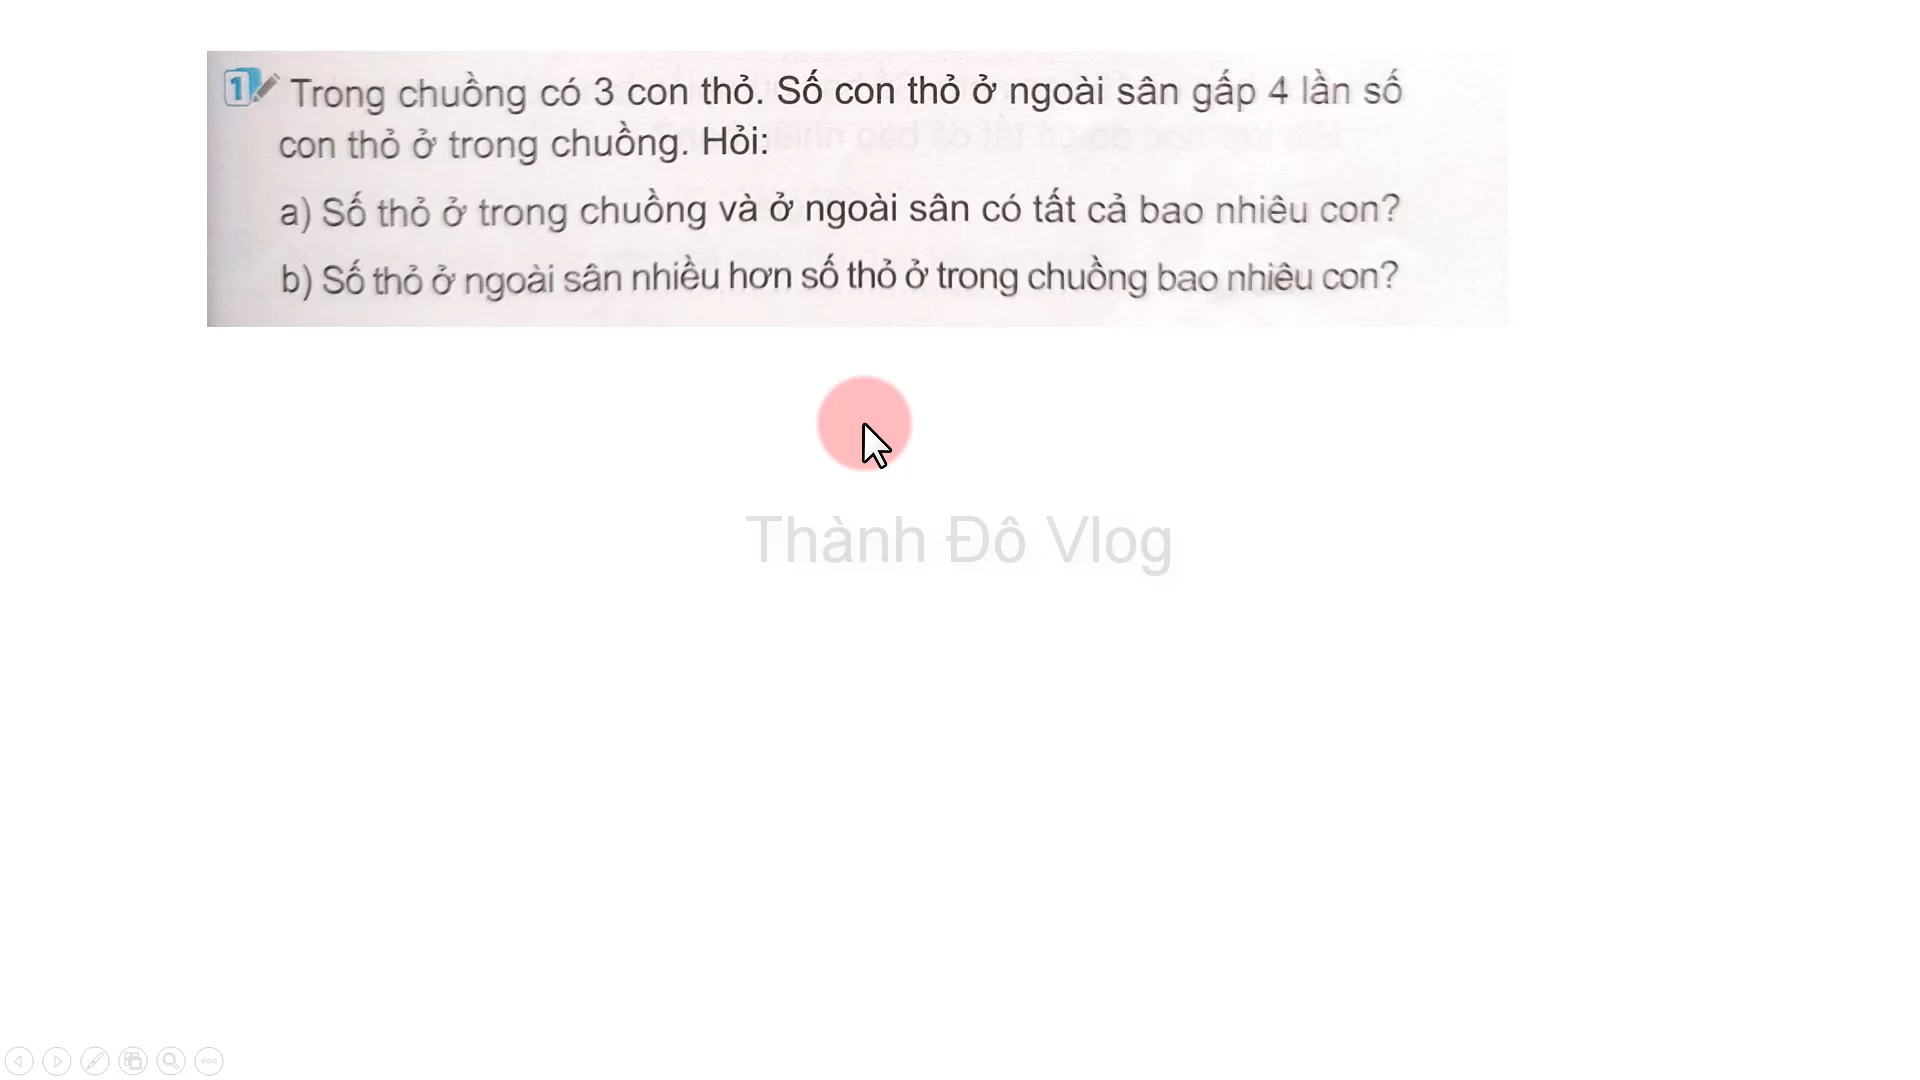 1 Trong chuồng có 3 con thỏ. Số con thỏ ở ngoài sân gấp 4 lần số
con thỏ ở trong chuồng. Hỏi:
a) Số thỏ ở trong chuồng và ở ngoài sân có tất cả bao nhiêu con?
b) Số thỏ ở ngoài sân nhiều hơn số thỏ ở trong chuồng bao nhiêu con?
Thành Đô Vlog